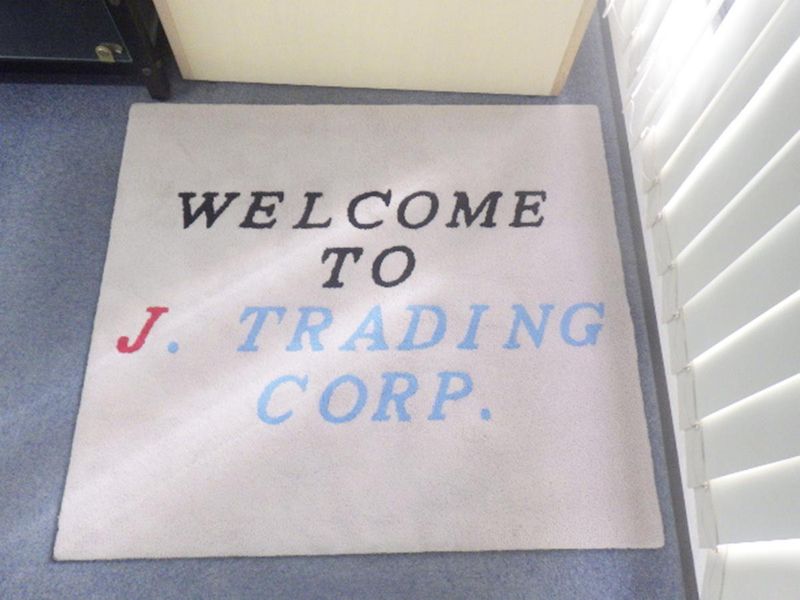 WELCOME
TO
J. TRADING
CORP.